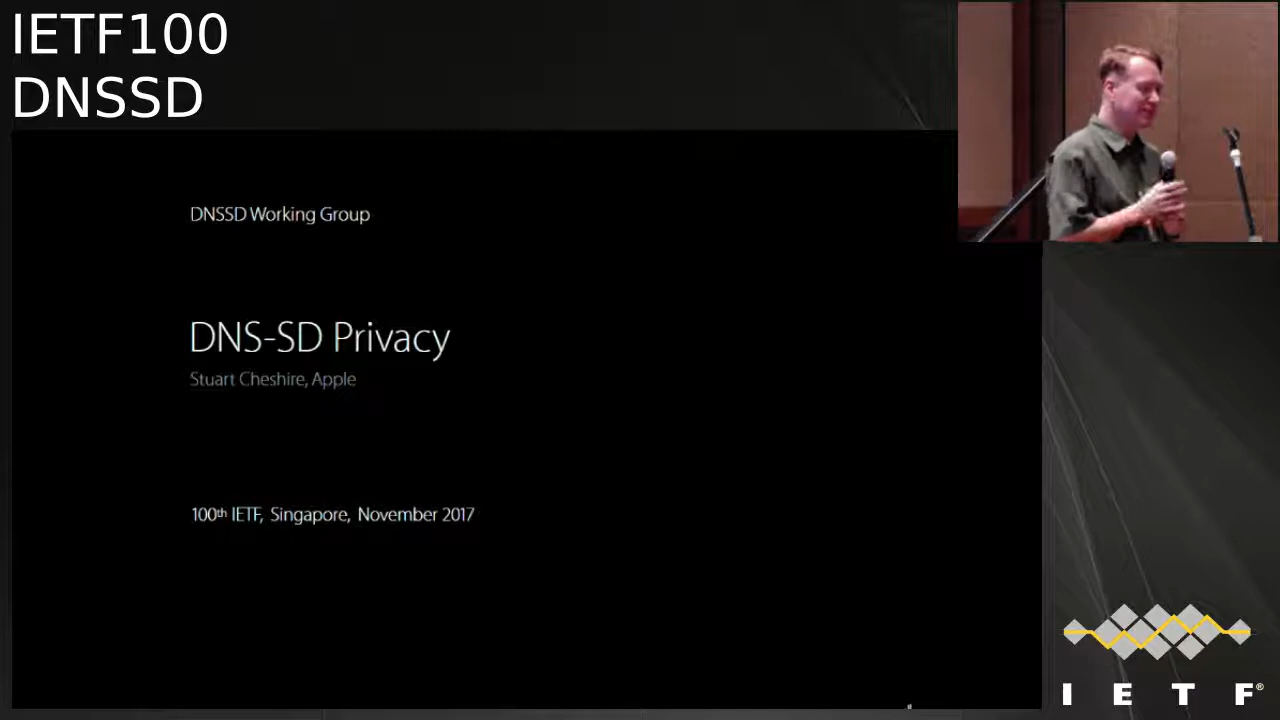 IETF100
DNSSD
DNSSD Working Group
DNS-SD Privacy
Stuart Cheshire, Apple
100th IETF, Singapore, November 2017
I E T F®